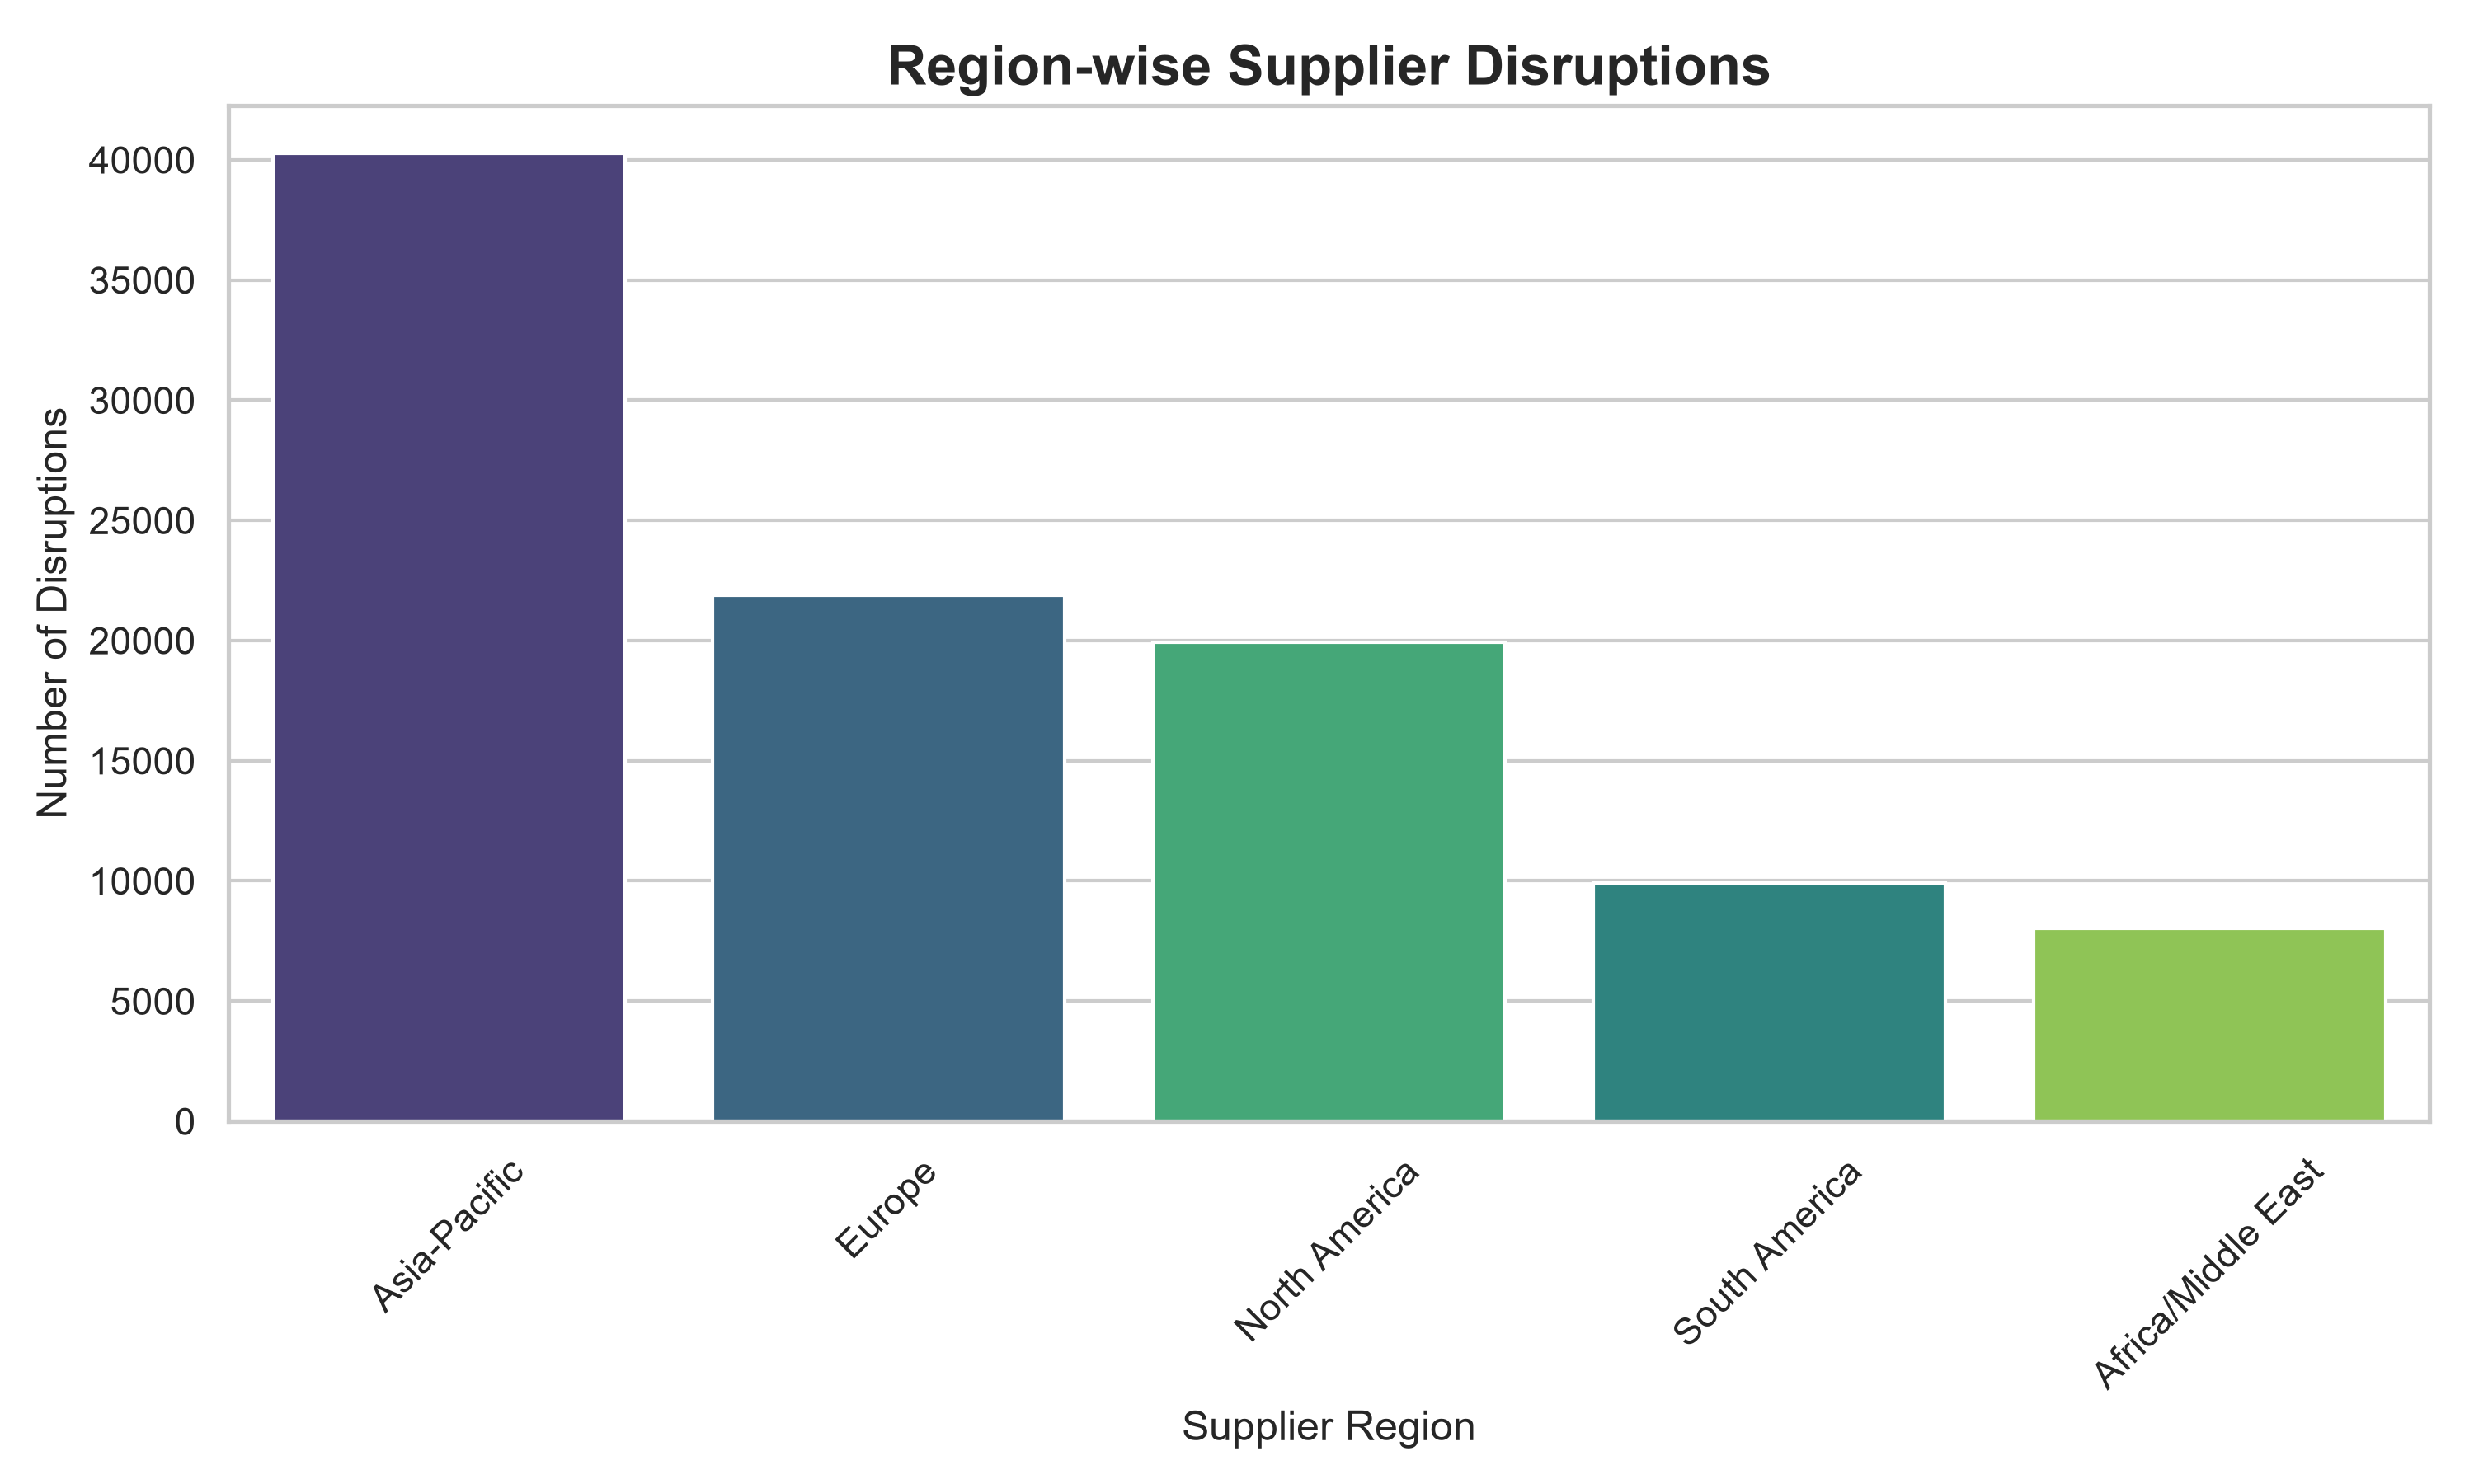 Region-wise Supplier Disruptions
Number of Disruptions
40000
35000
30000
25000
20000
15000
10000
5000
0
Asia-Pacific
Europe
North America
South America
Africa/Middle East
Supplier Region